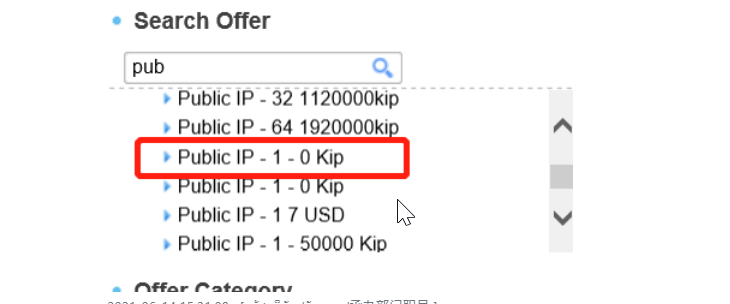 Search Offer
pub
Public IP - 32 1120000kip
Public IP - 64 1920000kip
Public IP - 1 - 0 Kip
Public IP - 1 - 0 Kip
Public IP - 1 7 USD
Public IP - 1 - 50000 Kip
Offer Category